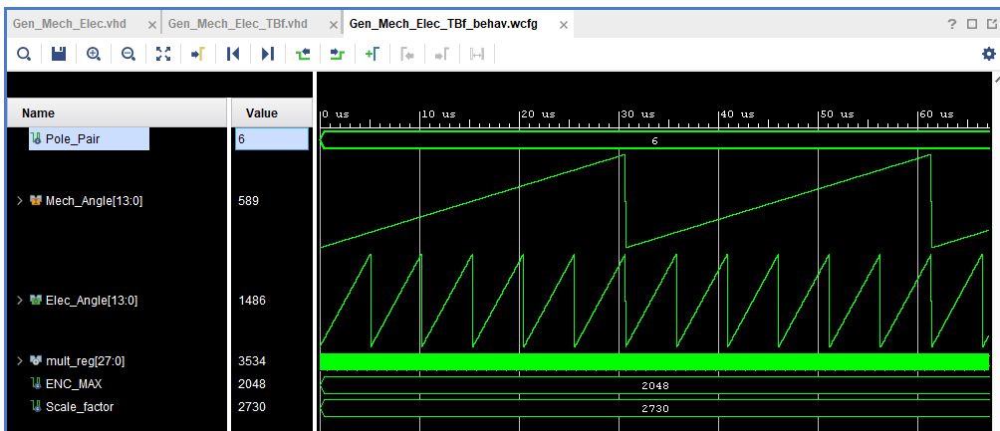 Gen_Mech_Elec.vhd × Gen_Mech_Elec_TBf.vhd × Gen_Mech_Elec_TBf_behav.wcfg × ?
Name Value 0 us 10 us 20 us 30 us 40 us 50 us 60 us
Pole_Pair 6 6
Mech_Angle[13:0] 589
Elec_Angle[13:0] 1486
mult_reg[27:0] 3534
ENC_MAX 2048 2048
Scale_factor 2730 2730